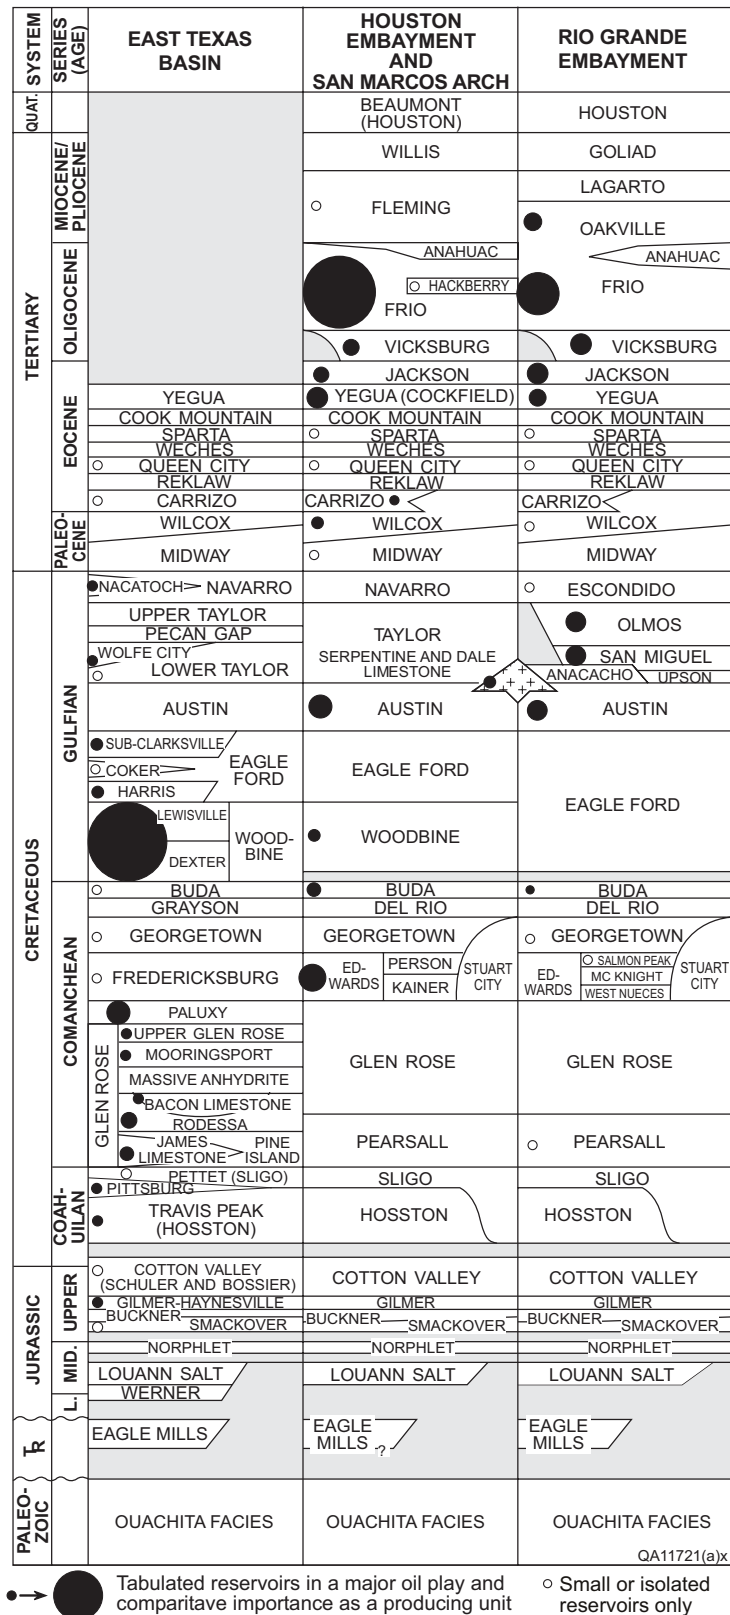 SYSTEM
SERIES (AGE)
EAST TEXAS
BASIN
HOUSTON
EMBAYMENT
AND
SAN MARCOS ARCH
RIO GRANDE
EMBAYMENT
QUAT.
BEAUMONT
(HOUSTON)
HOUSTON
TERTIARY
MIOCENE/
PLIOCENE
WILLIS
GOLIAD
FLEMING
LAGARTO
OAKVILLE
OLIGOCENE
ANAHUAC
ANAHUAC
HACKBERRY
FRIO
FRIO
VICKSBURG
VICKSBURG
EOCENE
JACKSON
JACKSON
YEGUA
YEGUA (COCKFIELD)
YEGUA
COOK MOUNTAIN
COOK MOUNTAIN
COOK MOUNTAIN
SPARTA
SPARTA
SPARTA
WECHES
WECHES
WECHES
QUEEN CITY
QUEEN CITY
QUEEN CITY
REKLAW
REKLAW
REKLAW
CARRIZO
CARRIZO
CARRIZO
PALEO-
CENE
WILCOX
WILCOX
WILCOX
MIDWAY
MIDWAY
MIDWAY
CRETACEOUS
GULFIAN
NACATOCH
NAVARRO
NAVARRO
ESCONDIDO
UPPER TAYLOR
PECAN GAP
WOLFE CITY
LOWER TAYLOR
TAYLOR
SERPENTINE AND DALE
LIMESTONE
OLMOS
SAN MIGUEL
ANACACHO
UPSON
AUSTIN
AUSTIN
AUSTIN
SUB-CLARKSVILLE
COKER
HARRIS
EAGLE
FORD
EAGLE FORD
EAGLE FORD
LEWISVILLE
DEXTER
WOOD-
BINE
WOODBINE
COMANCHEAN
BUDA
BUDA
BUDA
GRAYSON
DEL RIO
DEL RIO
GEORGETOWN
GEORGETOWN
GEORGETOWN
FREDERICKSBURG
ED-
WARDS
PERSON
KAINER
STUART
CITY
ED-
WARDS
SALMON PEAK
MC KNIGHT
WEST NUECES
STUART
CITY
PALUXY
GLEN ROSE
UPPER GLEN ROSE
MOORINGSPORT
MASSIVE ANHYDRITE
BACON LIMESTONE
RODESSA
JAMES
LIMESTONE
PINE
ISLAND
GLEN ROSE
GLEN ROSE
PEARSALL
PEARSALL
COAH-
UILAN
PETTET (SLIGO)
PITTSBURG
TRAVIS PEAK
(HOSSTON)
SLIGO
HOSSTON
SLIGO
HOSSTON
JURASSIC
UPPER
COTTON VALLEY
(SCHULER AND BOSSIER)
COTTON VALLEY
COTTON VALLEY
GILMER-HAYNESVILLE
GILMER
GILMER
BUCKNER
SMACKOVER
BUCKNER
SMACKOVER
BUCKNER
SMACKOVER
MID.
NORPHLET
NORPHLET
NORPHLET
LOUANN SALT
LOUANN SALT
LOUANN SALT
L.
WERNER
TR
EAGLE MILLS
EAGLE
MILLS
?
EAGLE
MILLS
PALEO-
ZOIC
OUACHITA FACIES
OUACHITA FACIES
OUACHITA FACIES
QA11721(a)x
Tabulated reservoirs in a major oil play and
comparitave importance as a producing unit
Small or isolated
reservoirs only